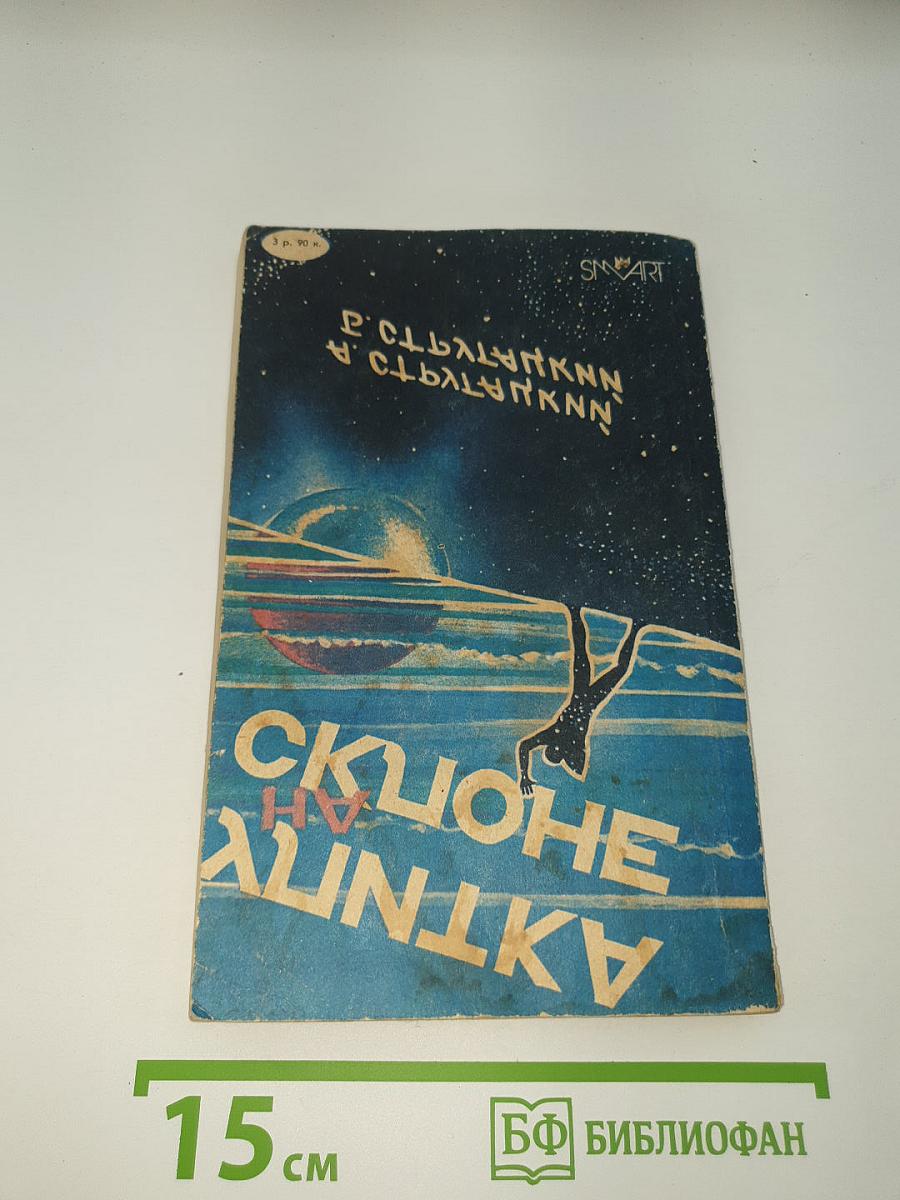 3 р. 90 к.
SMART
А. СТРУГАЦКИЙ
Б. СТРУГАЦКИЙ
УЛИТКА
НА
СКЛОНЕ
15 см
БФ БИБЛИОФАН